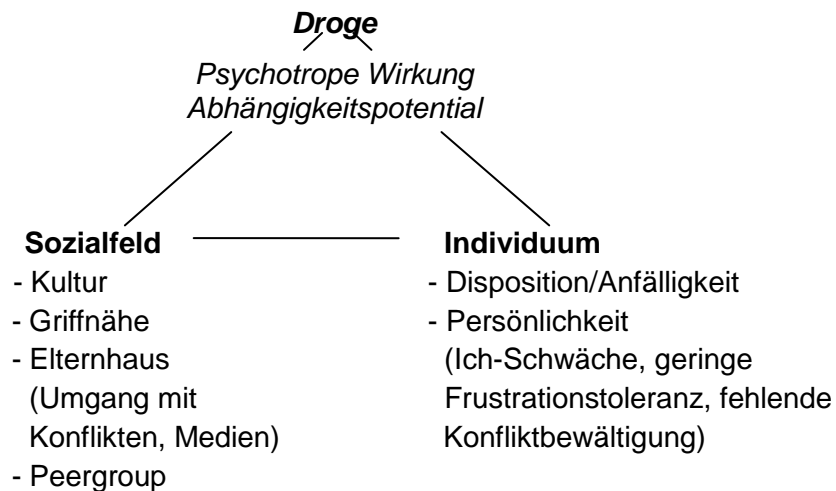 Droge
Psychotrope Wirkung
Abhängigkeitspotential
Sozialfeld
- Kultur
- Griffnähe
- Elternhaus
(Umgang mit
Konflikten, Medien)
- Peergroup
Individuum
- Disposition/Anfälligkeit
- Persönlichkeit
(Ich-Schwäche, geringe
Frustrationstoleranz, fehlende
Konfliktbewältigung)